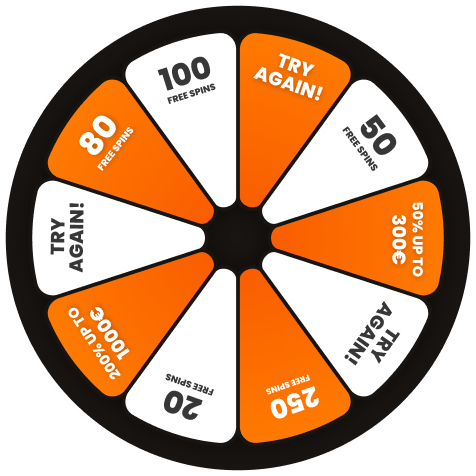 TRY
AGAIN!
50
FREE SPINS
50% UP TO
300€
TRY
AGAIN!
250
FREE SPINS
20
FREE SPINS
200% UP TO
1000€
TRY
AGAIN!
80
FREE SPINS
100
FREE SPINS